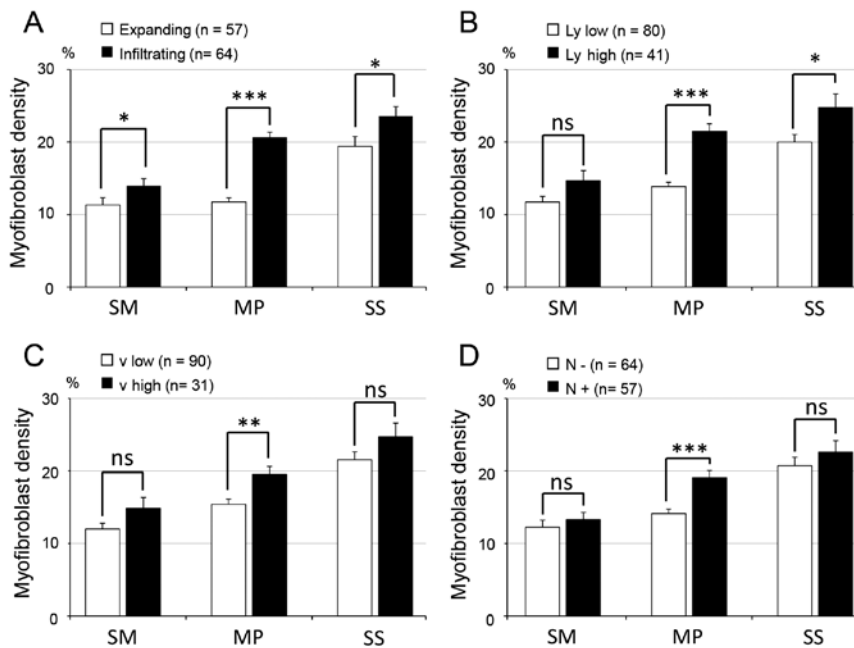 A
Expanding (n = 57)
Infiltrating (n= 64)
%
Myofibroblast density
30
20
10
0
*
***
*
SM MP SS
B
Ly low (n = 80)
Ly high (n= 41)
%
Myofibroblast density
30
20
10
0
ns
***
*
SM MP SS
C
v low (n = 90)
v high (n= 31)
%
Myofibroblast density
30
20
10
0
ns
**
ns
SM MP SS
D
N - (n = 64)
N + (n= 57)
%
Myofibroblast density
30
20
10
0
ns
***
ns
SM MP SS